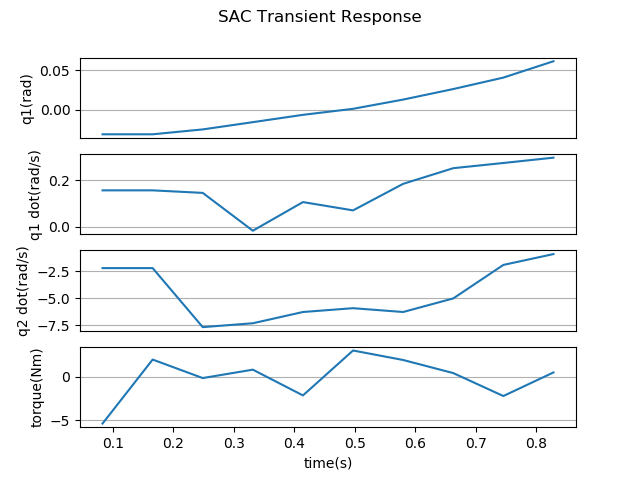 SAC Transient Response
q1(rad)
0.05
0.00
q1 dot(rad/s)
0.2
0.0
q2 dot(rad/s)
−2.5
−5.0
−7.5
torque(Nm)
0
−5
0.1 0.2 0.3 0.4 0.5 0.6 0.7 0.8
time(s)